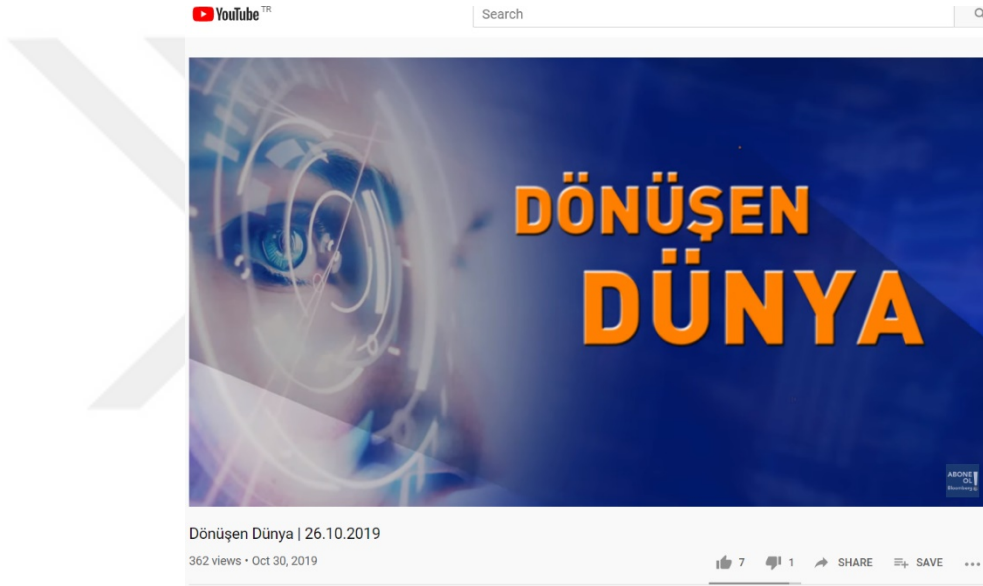 YouTube TR
Search
DÖNÜŞEN
DÜNYA
ABONE
OL
Bloomberg
Dönüşen Dünya | 26.10.2019
362 views • Oct 30, 2019
7 1 SHARE SAVE